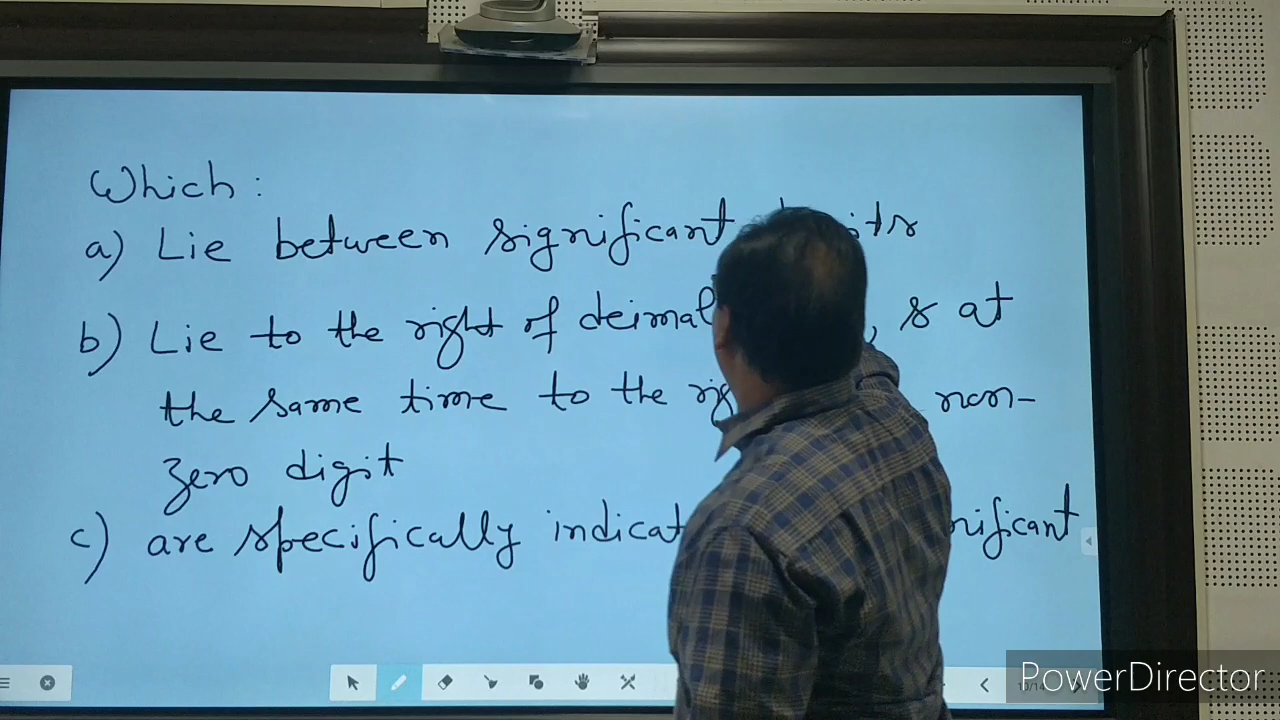 Which :
a) Lie between significant
b) Lie to the right of deimal , & at
the same time to the non-
zero digit
c) are specifically
PowerDirector